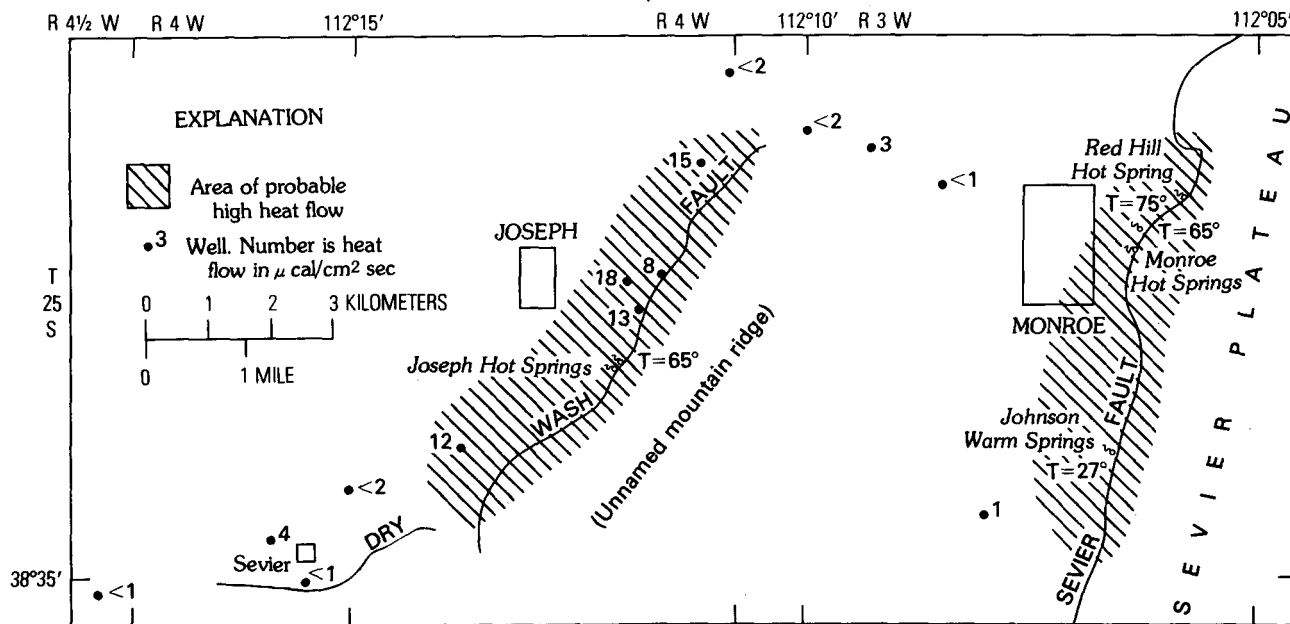 R 4½ W
R 4 W
112°15′
R 4 W
112°10′
R 3 W
112°05′
EXPLANATION
Area of probable
high heat flow
3
Well. Number is heat
flow in μ cal/cm² sec
0 1 2 3 KILOMETERS
0 1 MILE
T
25
S
38°35′
<2
<2
3
<1
15
18
8
13
12
<2
4
<1
<1
1
JOSEPH
Joseph Hot Springs
T=65°
DRY WASH FAULT
(Unnamed mountain ridge)
Sevier
Red Hill
Hot Spring
T=75°
T=65°
Monroe
Hot Springs
MONROE
Johnson
Warm Springs
T=27°
SEVIER FAULT
SEVIER PLATEAU